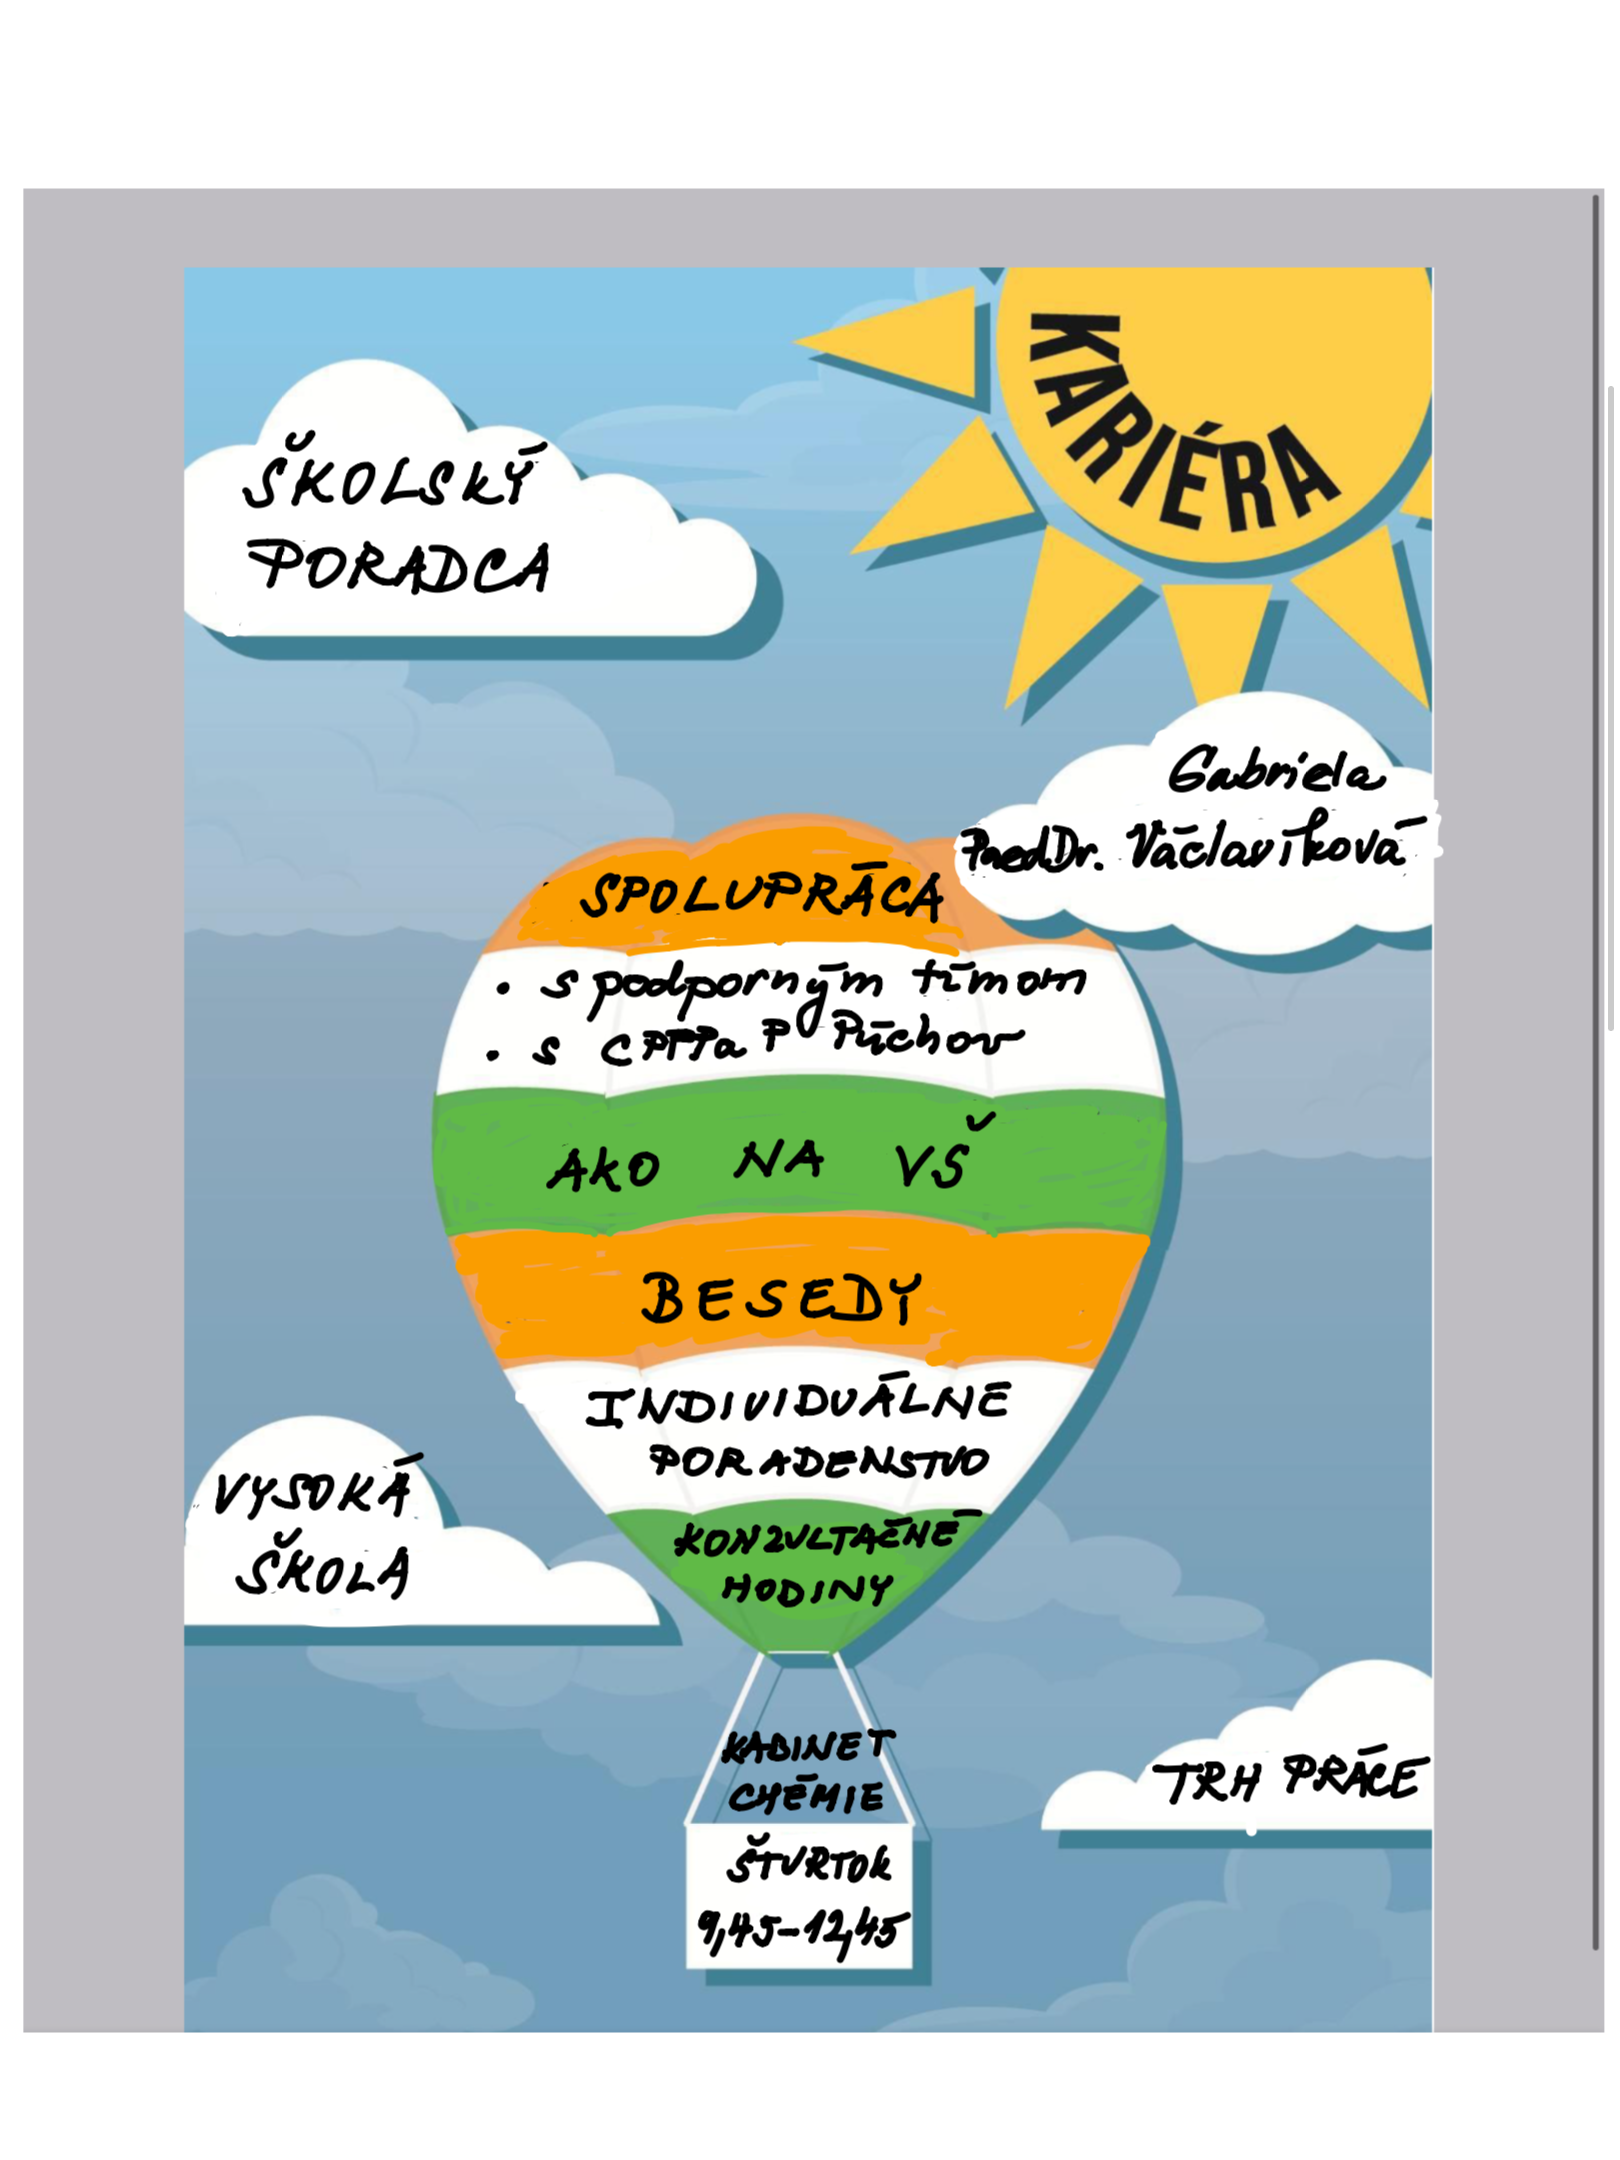 KARIÉRA
ŠKOLSKÝ
PORADCA
Gabriela
PaedDr. Václavíková
SPOLUPRÁCA
• s podporným tímom
• s CPPPaP Púchov
AKO NA VŠ
BESEDY
INDIVIDUÁLNE
PORADENSTVO
KONZULTAČNÉ
HODINY
VYSOKÁ
ŠKOLA
KABINET
CHÉMIE
TRH PRÁCE
ŠTVRTOK
9,45-12,45